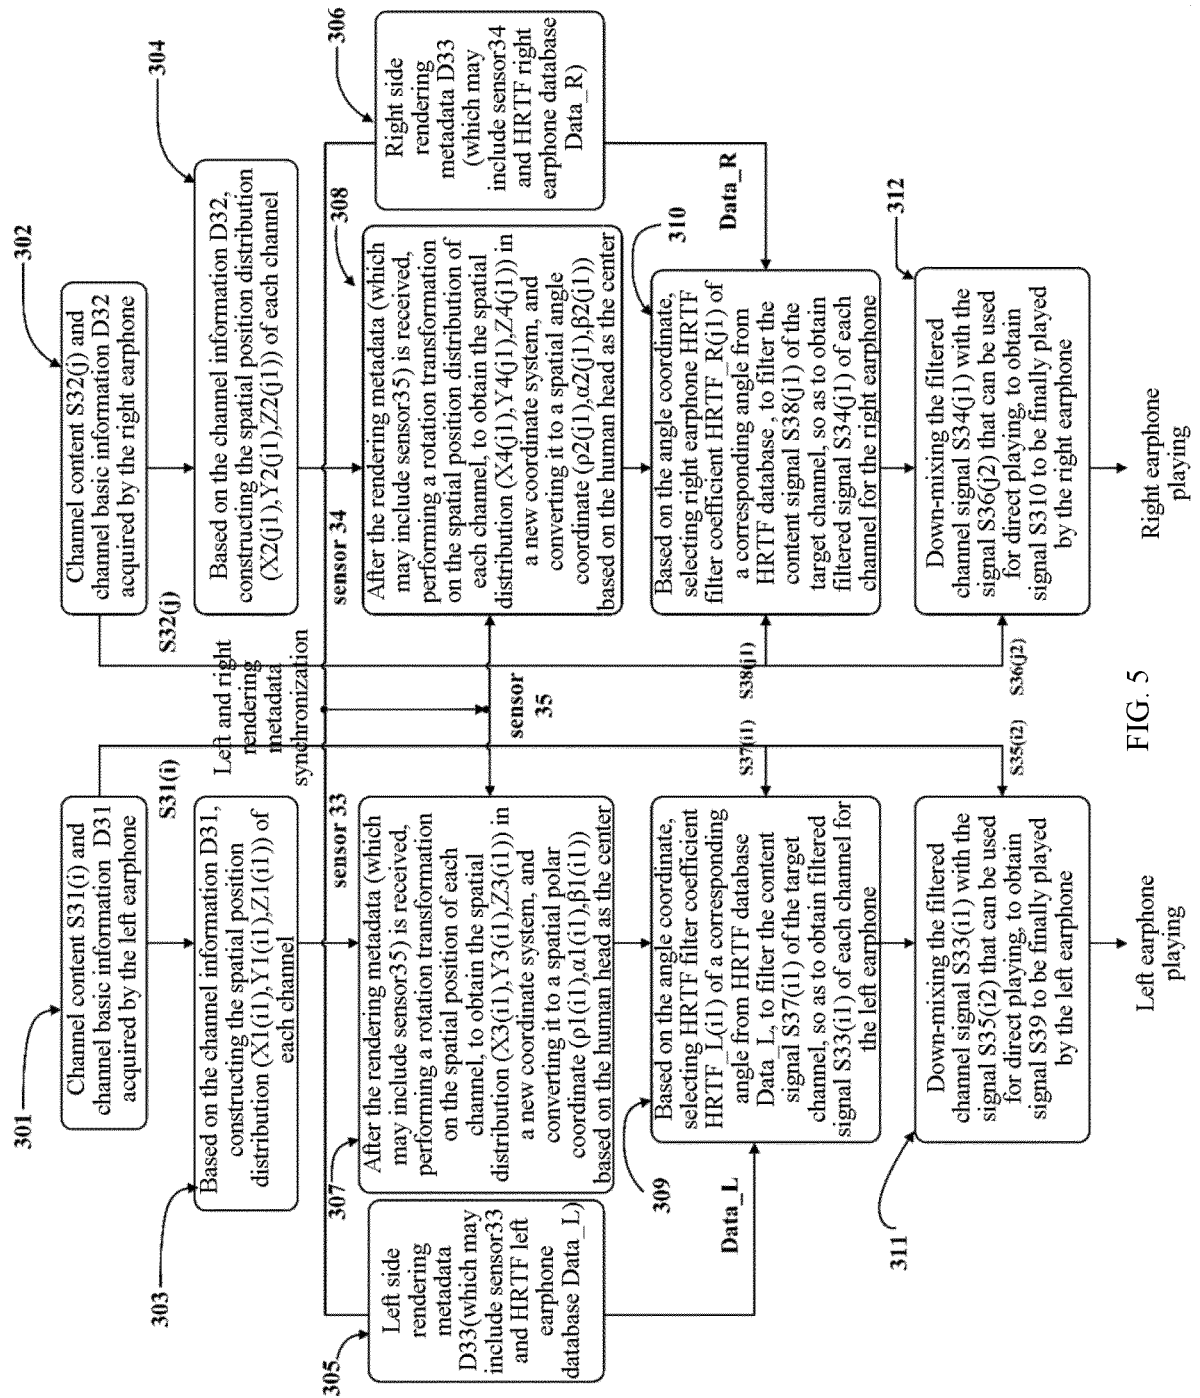 301
Channel content S31(i) and
channel basic information D31
acquired by the left earphone
302
Channel content S32(j) and
channel basic information D32
acquired by the right earphone
S31(i)
S32(j)
303
Based on the channel information D31,
constructing the spatial position
distribution (X1(i1),Y1(i1),Z1(i1)) of
each channel
304
Based on the channel information D32,
constructing the spatial position distribution
(X2(j1),Y2(j1),Z2(j1)) of each channel
Left and right
rendering
metadata
synchronization
sensor 33
sensor 34
305
Left side
rendering
metadata
D33(which may
include sensor33
and HRTF left
earphone
database Data_L)
307
After the rendering metadata (which
may include sensor35) is received,
performing a rotation transformation
on the spatial position of each
channel, to obtain the spatial
distribution (X3(i1),Y3(i1),Z3(i1)) in
a new coordinate system, and
converting it to a spatial polar
coordinate (ρ1(i1),α1(i1),β1(i1))
based on the human head as the center
sensor
35
308
After the rendering metadata (which
may include sensor35) is received,
performing a rotation transformation
on the spatial position distribution of
each channel, to obtain the spatial
distribution (X4(j1),Y4(j1),Z4(j1)) in
a new coordinate system, and
converting it to a spatial angle
coordinate (ρ2(j1),α2(j1),β2(j1))
based on the human head as the center
306
Right side
rendering
metadata D33
(which may
include sensor34
and HRTF right
earphone database
Data_R)
Data_L
309
Based on the angle coordinate,
selecting HRTF filter coefficient
HRTF_L(i1) of a corresponding
angle from HRTF database
Data_L, to filter the content
signal S37(i1) of the target
channel, so as to obtain filtered
signal S33(i1) of each channel for
the left earphone
S37(i1)
S38(j1)
310
Based on the angle coordinate,
selecting right earphone HRTF
filter coefficient HRTF_R(j1) of
a corresponding angle from
HRTF database , to filter the
content signal S38(j1) of the
target channel, so as to obtain
filtered signal S34(j1) of each
channel for the right earphone
Data_R
311
Down-mixing the filtered
channel signal S33(i1) with the
signal S35(i2) that can be used
for direct playing, to obtain
signal S39 to be finally played
by the left earphone
S35(i2)
S36(j2)
312
Down-mixing the filtered
channel signal S34(j1) with the
signal S36(j2) that can be used
for direct playing, to obtain
signal S310 to be finally played
by the right earphone
Left earphone
playing
Right earphone
playing
FIG. 5